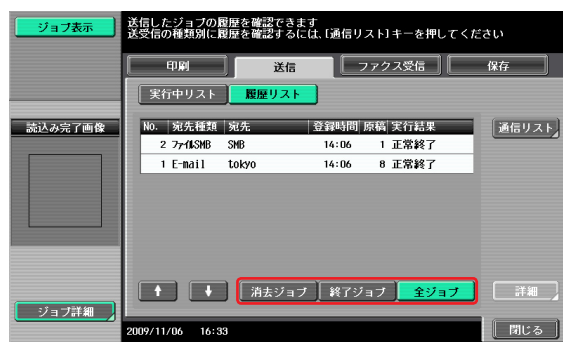 ジョブ表示
送信したジョブの履歴を確認できます
送受信の種類別に履歴を確認するには、[通信リスト]キーを押してください
印刷 送信 ファクス受信 保存
実行中リスト 履歴リスト
読込み完了画像
No. 宛先種類 宛先 登録時間 原稿 実行結果
2 ファイルSMB SMB 14:06 1 正常終了
1 E-mail tokyo 14:06 8 正常終了
通信リスト
消去ジョブ 終了ジョブ 全ジョブ
詳細
ジョブ詳細
2009/11/06 16:33
閉じる